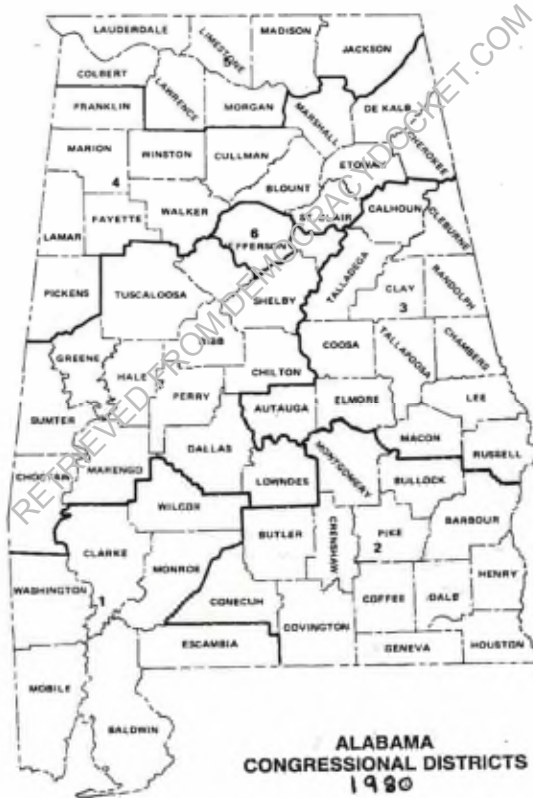 LAUDERDALE
LIMESTONE
MADISON
JACKSON
COLBERT
5
LAWRENCE
FRANKLIN
MORGAN
MARSHALL
DE KALB
MARION
WINSTON
CULLMAN
ETOWAH
CHEROKEE
4
BLOUNT
FAYETTE
WALKER
ST. CLAIR
CALHOUN
LAMAR
6
JEFFERSON
CLEBURNE
PICKENS
TUSCALOOSA
SHELBY
TALLADEGA
CLAY
3
RANDOLPH
GREENE
BIBB
HALE
CHILTON
COOSA
TALLAPOOSA
CHAMBERS
PERRY
SUMTER
AUTAUGA
ELMORE
LEE
DALLAS
MACON
CHOCTAW
MARENGO
LOWNDES
MONTGOMERY
BULLOCK
RUSSELL
WILCOX
CLARKE
BUTLER
CRENSHAW
PIKE
2
BARBOUR
WASHINGTON
MONROE
1
CONECUH
COFFEE
DALE
HENRY
COVINGTON
ESCAMBIA
GENEVA
HOUSTON
MOBILE
BALDWIN
ALABAMA
CONGRESSIONAL DISTRICTS
1980
RETRIEVED FROM DEMOCRACYDOCKET.COM